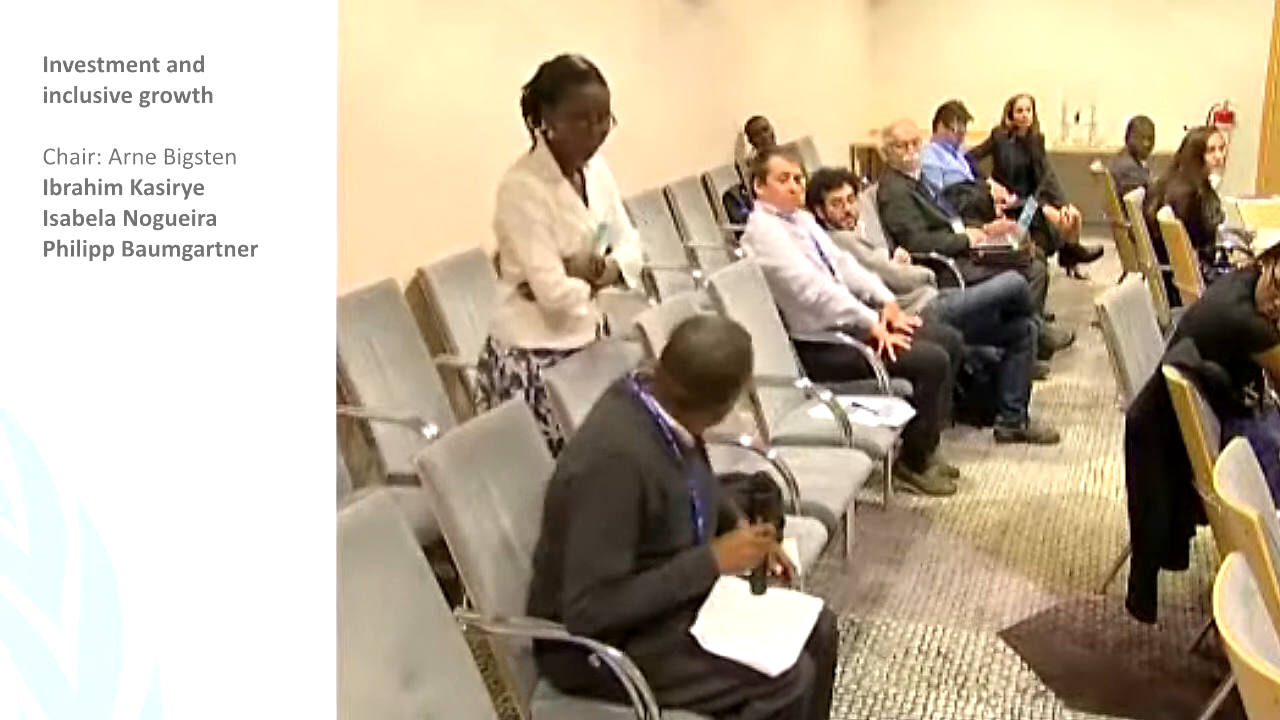 Investment and
inclusive growth
Chair: Arne Bigsten
Ibrahim Kasirye
Isabela Nogueira
Philipp Baumgartner